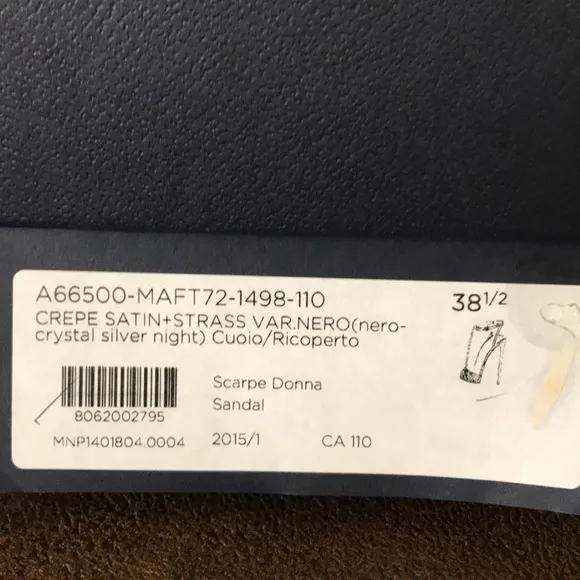 A66500-MAFT72-1498-110
38 1/2
CREPE SATIN+STRASS VAR.NERO(nero-
crystal silver night) Cuoio/Ricoperto
8062002795
Scarpe Donna
Sandal
MNP1401804.0004
2015/1
CA 110